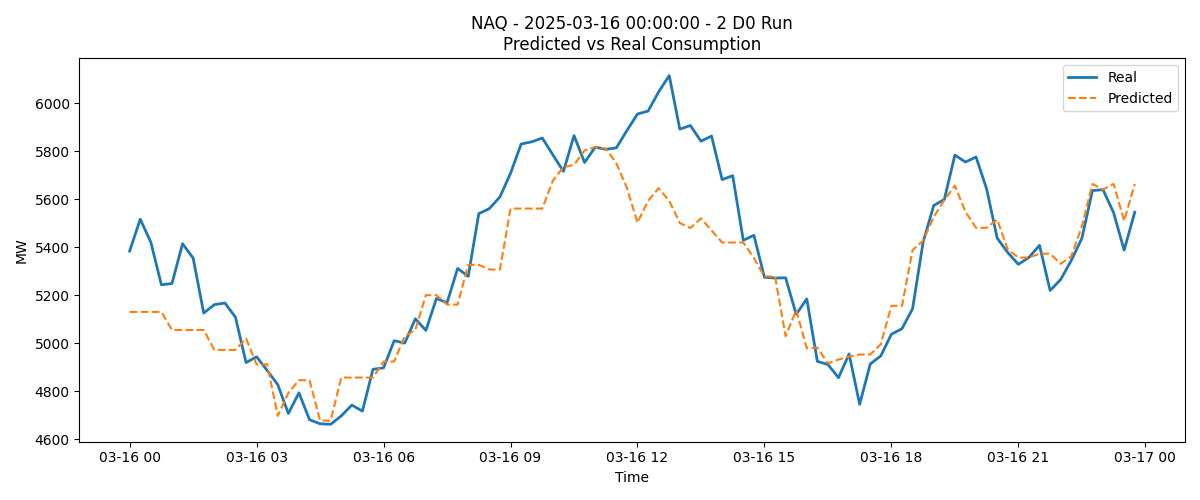 NAQ - 2025-03-16 00:00:00 - 2 D0 Run
Predicted vs Real Consumption
Real
Predicted
MW
6000
5800
5600
5400
5200
5000
4800
4600
03-16 00
03-16 03
03-16 06
03-16 09
03-16 12
03-16 15
03-16 18
03-16 21
03-17 00
Time